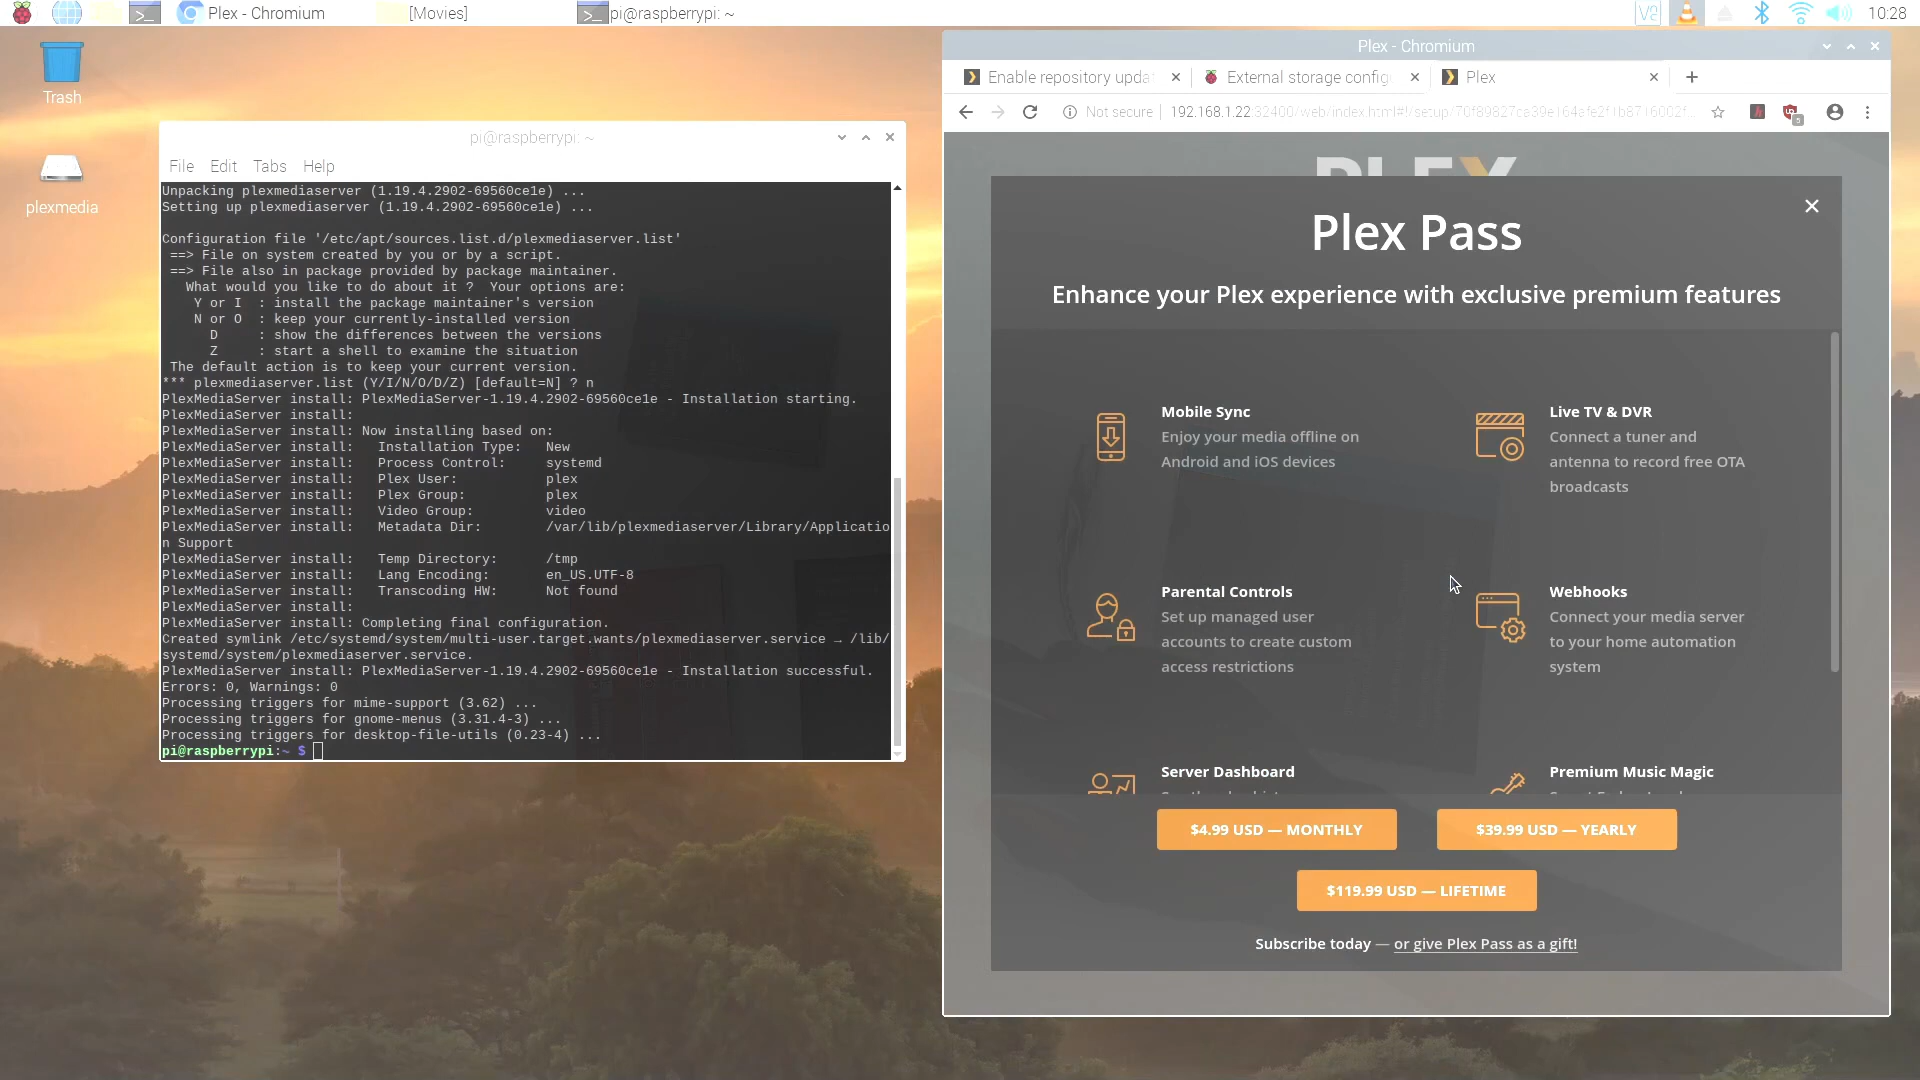 Plex - Chromium
[Movies]
pi@raspberrypi: ~
10:28
Trash
plexmedia
pi@raspberrypi: ~
File Edit Tabs Help
Unpacking plexmediaserver (1.19.4.2902-69560ce1e) ...
Setting up plexmediaserver (1.19.4.2902-69560ce1e) ...
Configuration file '/etc/apt/sources.list.d/plexmediaserver.list'
==> File on system created by you or by a script.
==> File also in package provided by package maintainer.
What would you like to do about it ?  Your options are:
Y or I  : install the package maintainer's version
N or O  : keep your currently-installed version
D     : show the differences between the versions
Z     : start a shell to examine the situation
The default action is to keep your current version.
*** plexmediaserver.list (Y/I/N/O/D/Z) [default=N] ? n
PlexMediaServer install: PlexMediaServer-1.19.4.2902-69560ce1e - Installation starting.
PlexMediaServer install:
PlexMediaServer install: Now installing based on:
PlexMediaServer install:   Installation Type:   New
PlexMediaServer install:   Process Control:     systemd
PlexMediaServer install:   Plex User:           plex
PlexMediaServer install:   Plex Group:          plex
PlexMediaServer install:   Video Group:         video
PlexMediaServer install:   Metadata Dir:        /var/lib/plexmediaserver/Library/Applicatio
n Support
PlexMediaServer install:   Temp Directory:      /tmp
PlexMediaServer install:   Lang Encoding:       en_US.UTF-8
PlexMediaServer install:   Transcoding HW:      Not found
PlexMediaServer install:
PlexMediaServer install: Completing final configuration.
Created symlink /etc/systemd/system/multi-user.target.wants/plexmediaserver.service → /lib/
systemd/system/plexmediaserver.service.
PlexMediaServer install: PlexMediaServer-1.19.4.2902-69560ce1e - Installation successful.
Errors: 0, Warnings: 0
Processing triggers for mime-support (3.62) ...
Processing triggers for gnome-menus (3.31.4-3) ...
Processing triggers for desktop-file-utils (0.23-4) ...
pi@raspberrypi:~ $
Plex - Chromium
Enable repository upda
External storage config
Plex
Not secure
192.168.1.22:32400/web/index.html#!/setup/
5
PLEX
Plex Pass
Enhance your Plex experience with exclusive premium features
Mobile Sync
Enjoy your media offline on
Android and iOS devices
Live TV & DVR
Connect a tuner and
antenna to record free OTA
broadcasts
Parental Controls
Set up managed user
accounts to create custom
access restrictions
Webhooks
Connect your media server
to your home automation
system
Server Dashboard
Premium Music Magic
$4.99 USD — MONTHLY
$39.99 USD — YEARLY
$119.99 USD — LIFETIME
Subscribe today — or give Plex Pass as a gift!